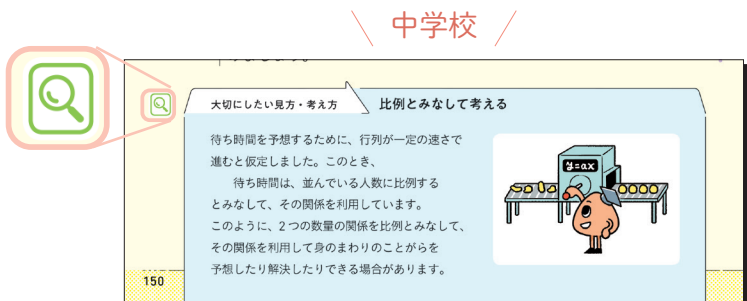 中学校
大切にしたい見方・考え方
比例とみなして考える
待ち時間を予想するために、行列が一定の速さで
進むと仮定しました。このとき、
待ち時間は、並んでいる人数に比例する
とみなして、その関係を利用しています。
このように、2つの数量の関係を比例とみなして、
その関係を利用して身のまわりのことがらを
予想したり解決したりできる場合があります。
y=ax
150